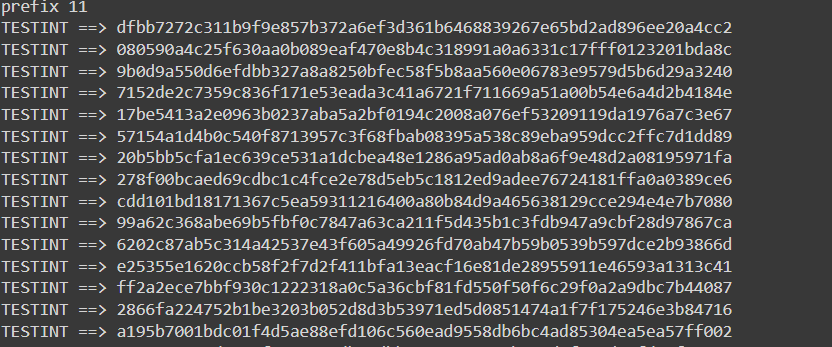 prefix 11
TESTINT ==> dfbb7272c311b9f9e857b372a6ef3d361b6468839267e65bd2ad896ee20a4cc2
TESTINT ==> 080590a4c25f630aa0b089eaf470e8b4c318991a0a6331c17fff0123201bda8c
TESTINT ==> 9b0d9a550d6efdbb327a8a8250bfec58f5b8aa560e06783e9579d5b6d29a3240
TESTINT ==> 7152de2c7359c836f171e53eada3c41a6721f711669a51a00b54e6a4d2b4184e
TESTINT ==> 17be5413a2e0963b0237aba5a2bf0194c2008a076ef53209119da1976a7c3e67
TESTINT ==> 57154a1d4b0c540f8713957c3f68fbab08395a538c89eba959dcc2ffc7d1dd89
TESTINT ==> 20b5bb5cfa1ec639ce531a1dcbea48e1286a95ad0ab8a6f9e48d2a08195971fa
TESTINT ==> 278f00bcaed69cdbc1c4fce2e78d5eb5c1812ed9adee76724181ffa0a0389ce6
TESTINT ==> cdd101bd18171367c5ea59311216400a80b84d9a465638129cce294e4e7b7080
TESTINT ==> 99a62c368abe69b5fbf0c7847a63ca211f5d435b1c3fdb947a9cbf28d97867ca
TESTINT ==> 6202c87ab5c314a42537e43f605a49926fd70ab47b59b0539b597dce2b93866d
TESTINT ==> e25355e1620ccb58f2f7d2f411bfa13eacf16e81de28955911e46593a1313c41
TESTINT ==> ff2a2ece7bbf930c1222318a0c5a36cbf81fd550f50f6c29f0a2a9dbc7b44087
TESTINT ==> 2866fa224752b1be3203b052d8d3b53971ed5d0851474a1f7f175246e3b84716
TESTINT ==> a195b7001bdc01f4d5ae88efd106c560ead9558db6bc4ad85304ea5ea57ff002